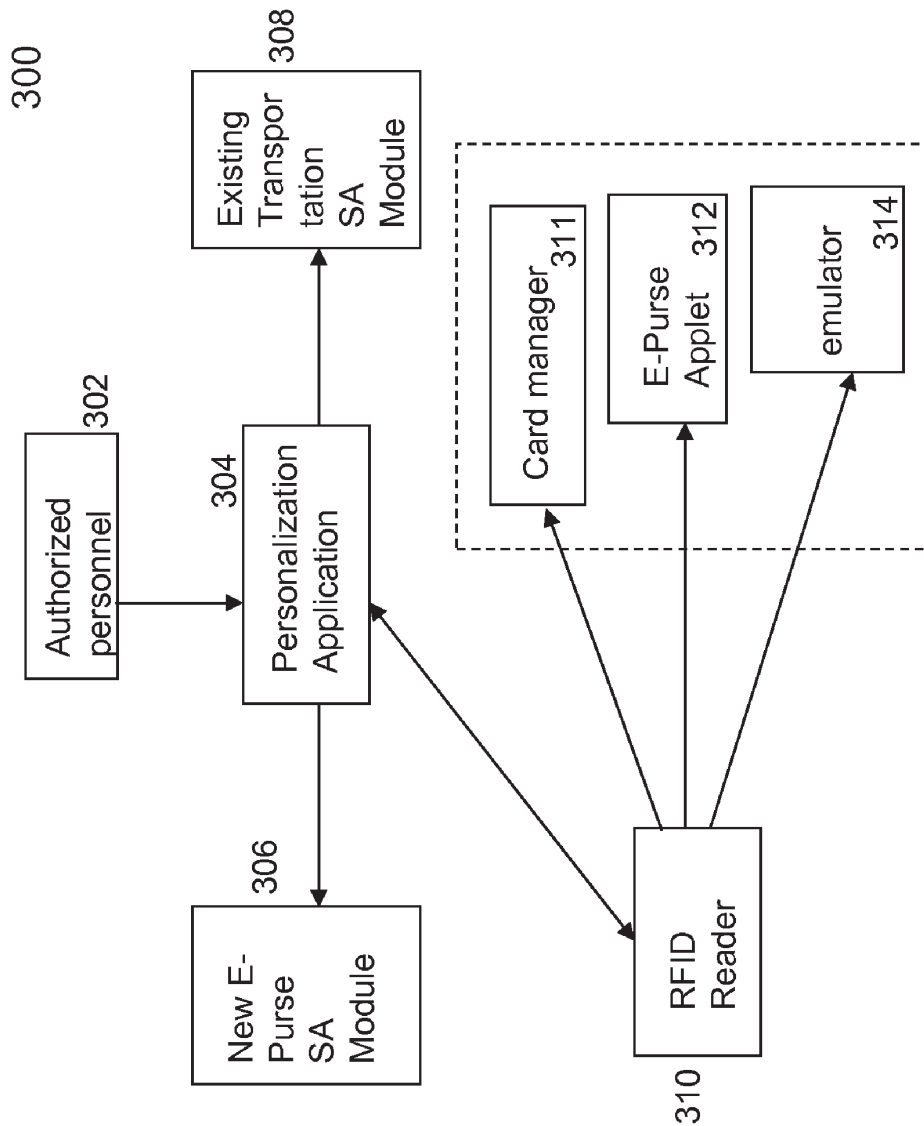 300
Authorized
personnel
302
304
Personalization
Application
306
New E-
Purse
SA
Module
308
Existing
Transpor
tation
SA
Module
310
RFID
Reader
Card manager
311
E-Purse
Applet
312
emulator
314